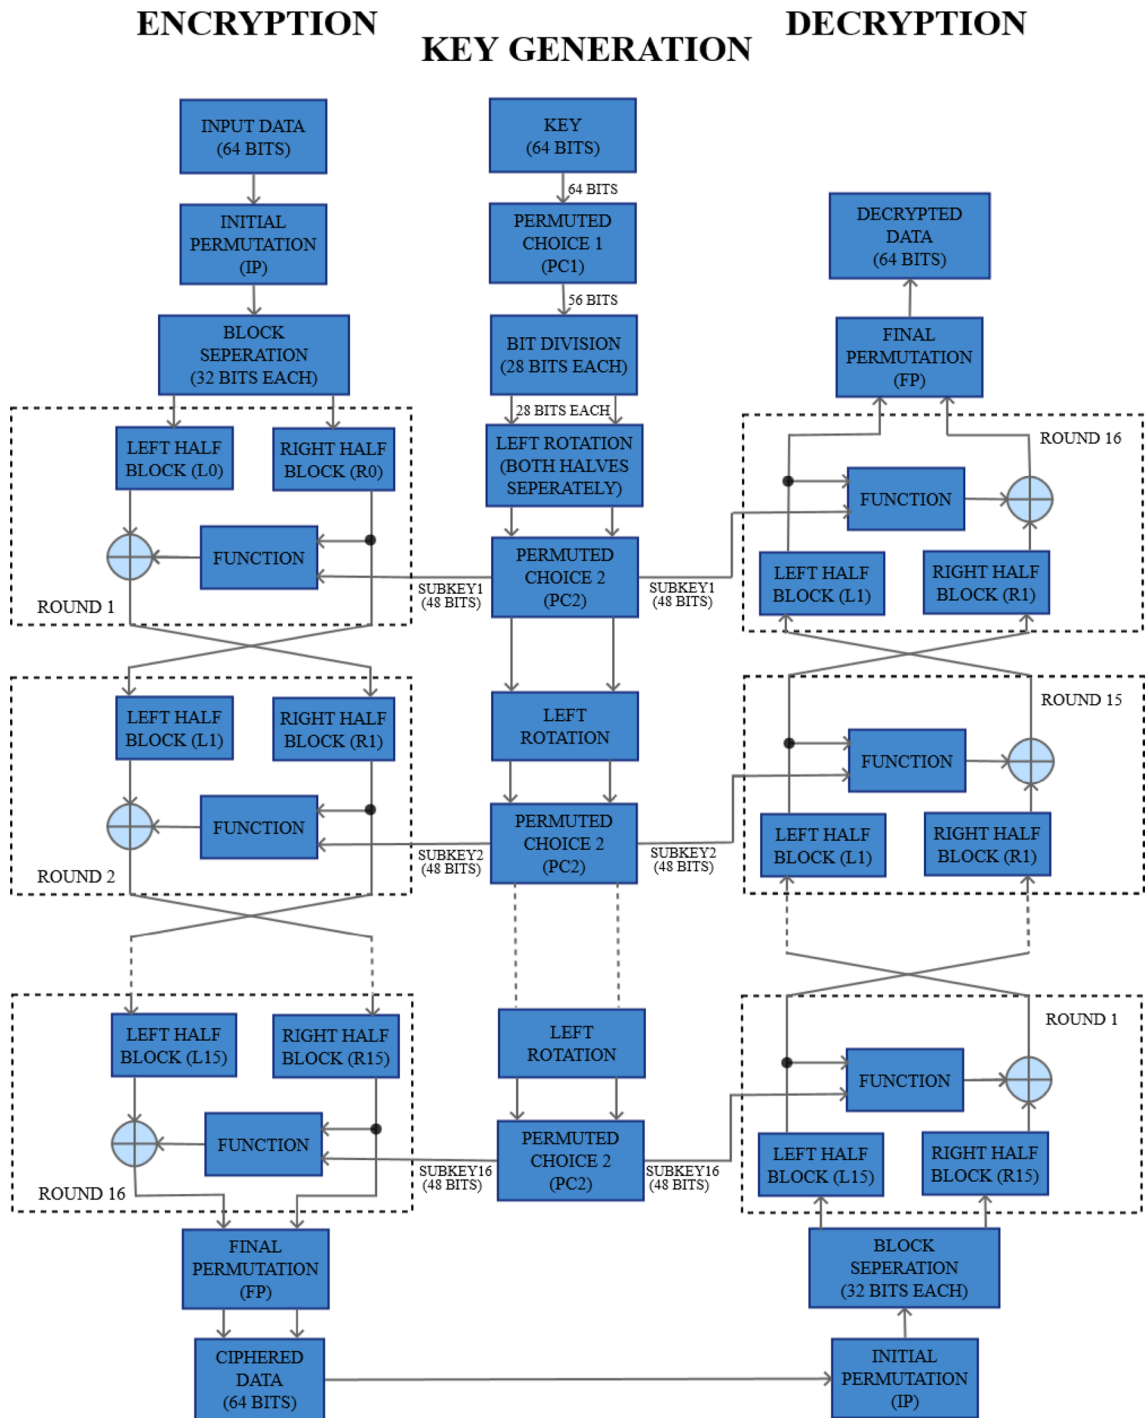 ENCRYPTION
KEY GENERATION
DECRYPTION
INPUT DATA
(64 BITS)
INITIAL
PERMUTATION
(IP)
BLOCK
SEPERATION
(32 BITS EACH)
LEFT HALF
BLOCK (L0)
RIGHT HALF
BLOCK (R0)
FUNCTION
ROUND 1
LEFT HALF
BLOCK (L1)
RIGHT HALF
BLOCK (R1)
FUNCTION
ROUND 2
LEFT HALF
BLOCK (L15)
RIGHT HALF
BLOCK (R15)
FUNCTION
ROUND 16
FINAL
PERMUTATION
(FP)
CIPHERED
DATA
(64 BITS)
KEY
(64 BITS)
64 BITS
PERMUTED
CHOICE 1
(PC1)
56 BITS
BIT DIVISION
(28 BITS EACH)
28 BITS EACH
LEFT ROTATION
(BOTH HALVES
SEPERATELY)
PERMUTED
CHOICE 2
(PC2)
SUBKEY1
(48 BITS)
SUBKEY1
(48 BITS)
LEFT
ROTATION
PERMUTED
CHOICE 2
(PC2)
SUBKEY2
(48 BITS)
SUBKEY2
(48 BITS)
LEFT
ROTATION
PERMUTED
CHOICE 2
(PC2)
SUBKEY16
(48 BITS)
SUBKEY16
(48 BITS)
DECRYPTED
DATA
(64 BITS)
FINAL
PERMUTATION
(FP)
ROUND 16
FUNCTION
LEFT HALF
BLOCK (L1)
RIGHT HALF
BLOCK (R1)
ROUND 15
FUNCTION
LEFT HALF
BLOCK (L1)
RIGHT HALF
BLOCK (R1)
ROUND 1
FUNCTION
LEFT HALF
BLOCK (L15)
RIGHT HALF
BLOCK (R15)
BLOCK
SEPERATION
(32 BITS EACH)
INITIAL
PERMUTATION
(IP)